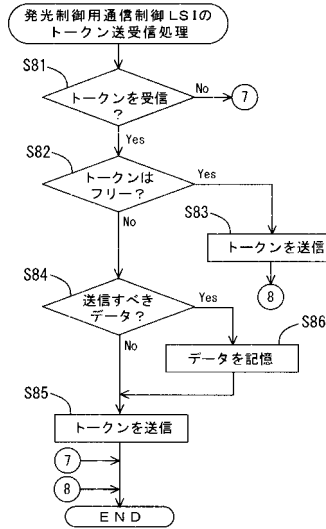 発光制御用通信制御LSIの
トークン送受信処理
S81
トークンを受信
?
No
7
Yes
S82
トークンは
フリー?
Yes
No
S83
トークンを送信
8
S84
送信すべき
データ?
Yes
No
S86
データを記憶
S85
トークンを送信
7
8
END